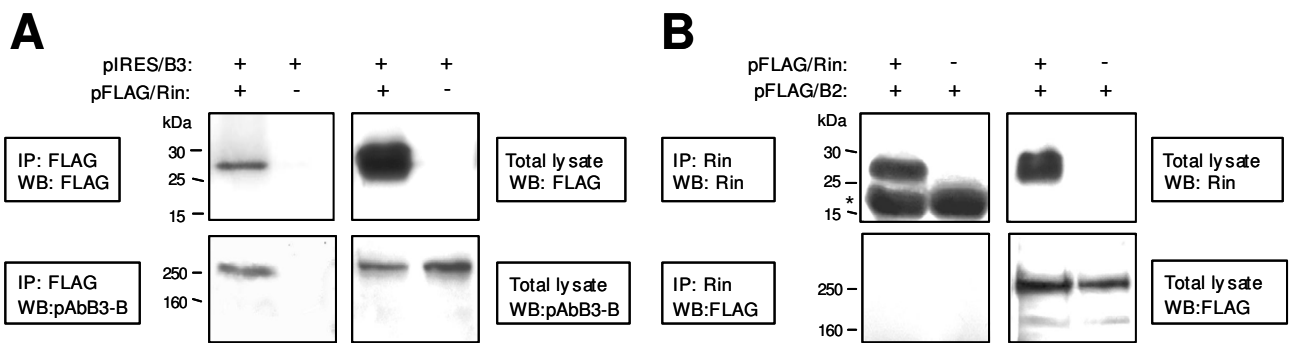 A
pIRES/B3: + + + +
pFLAG/Rin: + - + -
kDa
30
25
15
IP: FLAG
WB: FLAG
Total lysate
WB: FLAG
250
160
IP: FLAG
WB:pAbB3-B
Total lysate
WB:pAbB3-B
B
pFLAG/Rin: + - + -
pFLAG/B2: + + + +
kDa
30
25
*
15
IP: Rin
WB: Rin
Total lysate
WB: Rin
250
160
IP: Rin
WB:FLAG
Total lysate
WB:FLAG